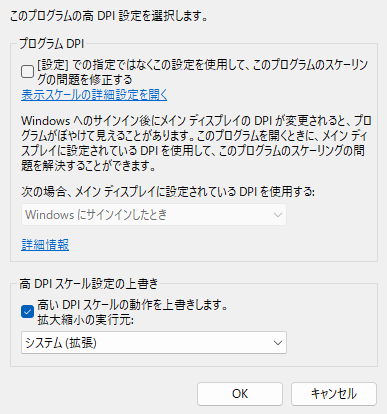 このプログラムの高 DPI 設定を選択します。
プログラム DPI
[設定] での指定ではなくこの設定を使用して、このプログラムのスケーリン
グの問題を修正する
表示スケールの詳細設定を開く
Windows へのサインイン後にメイン ディスプレイの DPI が変更されると、プロ
グラムがぼやけて見えることがあります。このプログラムを開くときに、メイン ディ
スプレイに設定されている DPI を使用して、このプログラムのスケーリングの問
題を解決することができます。
次の場合、メイン ディスプレイに設定されている DPI を使用する:
Windows にサインインしたとき
詳細情報
高 DPI スケール設定の上書き
高い DPI スケールの動作を上書きします。
拡大縮小の実行元:
システム (拡張)
OK
キャンセル